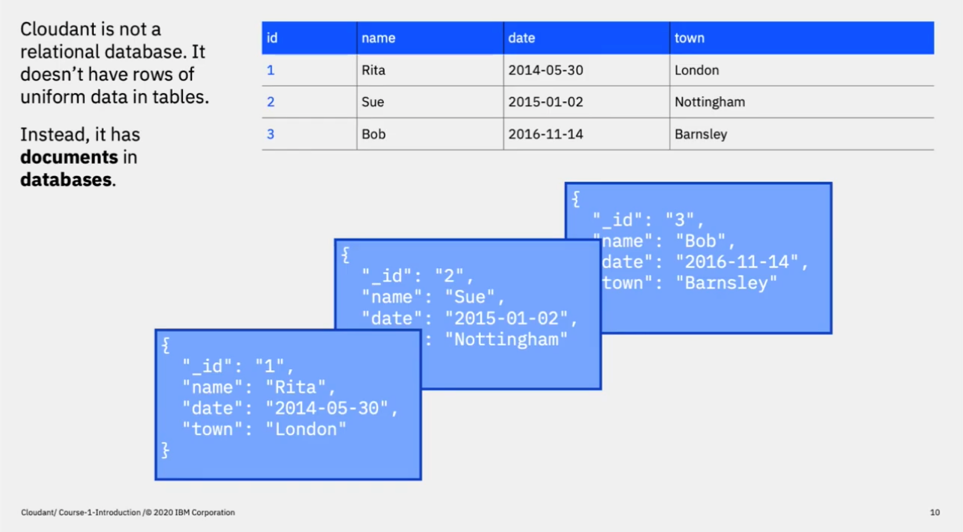 Cloudant is not a
relational database. It
doesn't have rows of
uniform data in tables.
Instead, it has
documents in
databases.
id name date town
1 Rita 2014-05-30 London
2 Sue 2015-01-02 Nottingham
3 Bob 2016-11-14 Barnsley
{
"_id": "3",
name": "Bob",
date": "2016-11-14",
town": "Barnsley"
{
"_id": "2",
"name": "Sue",
"date": "2015-01-02",
: "Nottingham"
{
"_id": "1",
"name": "Rita",
"date": "2014-05-30",
"town": "London"
}
Cloudant/ Course-1-Introduction /© 2020 IBM Corporation
10